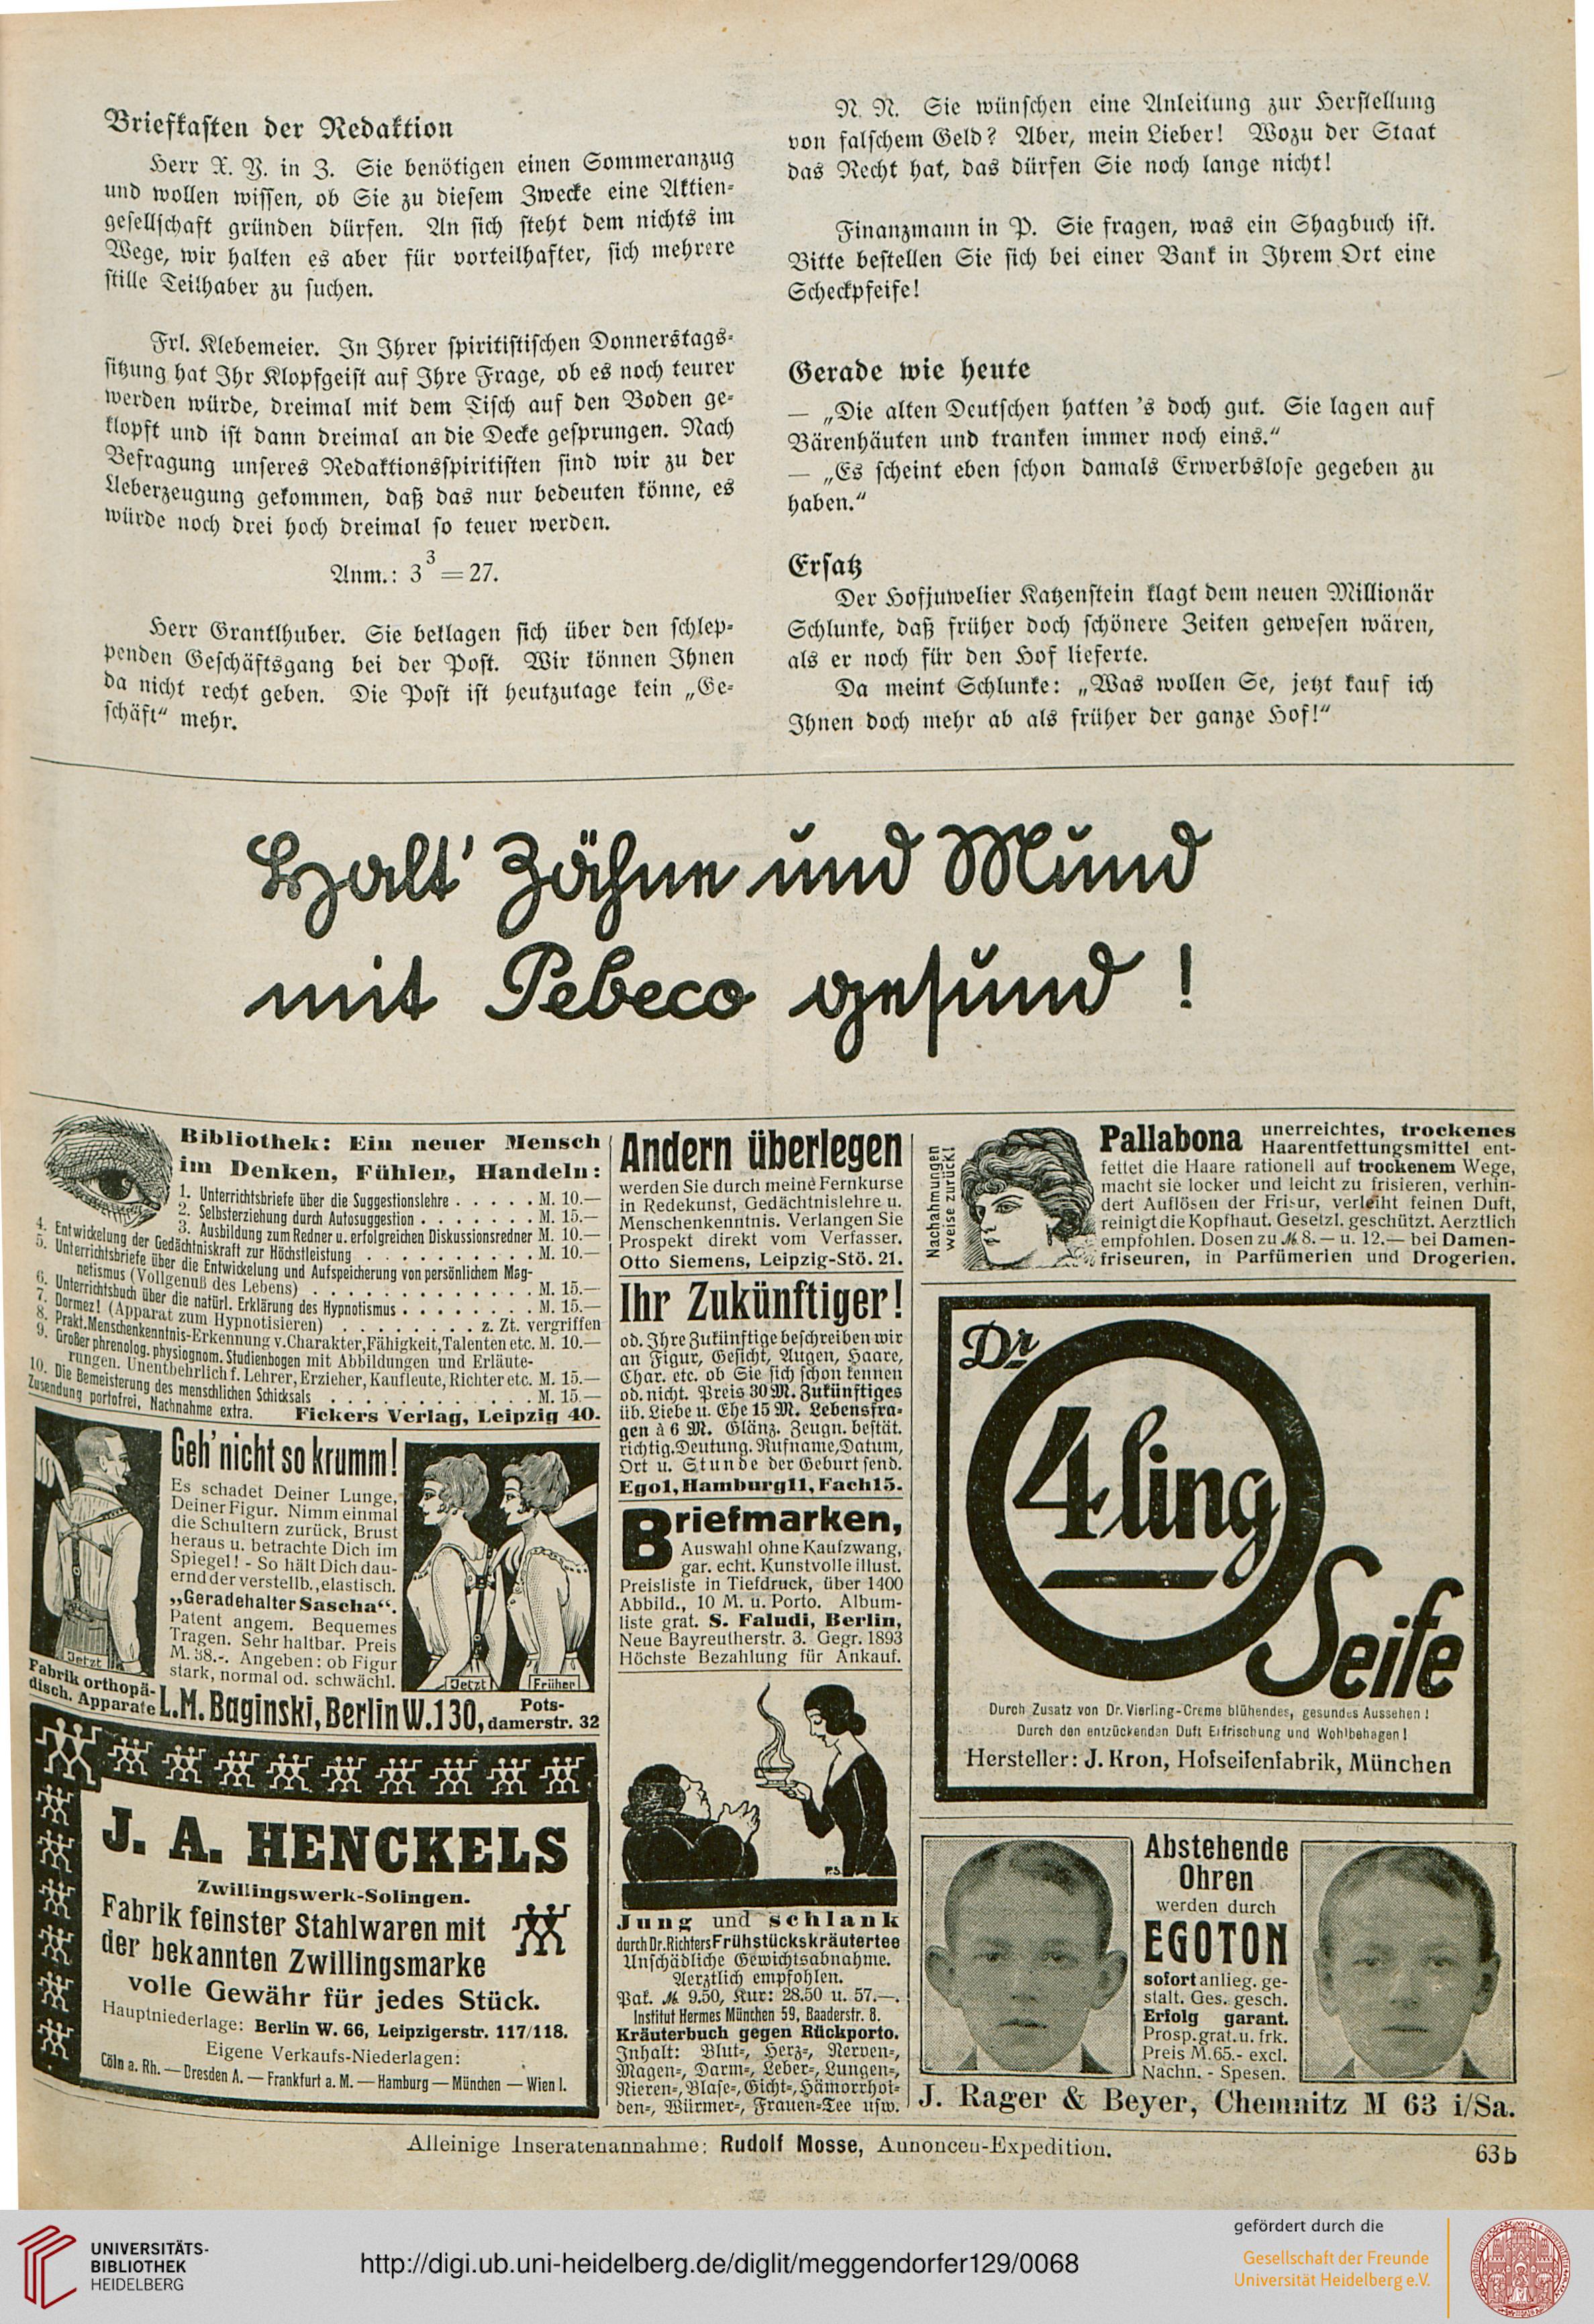 Briefkasten der Redaktion
Herr X. Y. in Z. Sie benötigen einen Sommeranzug
und wollen wissen, ob Sie zu diesem Zwecke eine Aktien-
gesellschaft gründen dürfen. An sich steht dem nichts im
Wege, wir halten es aber für vorteilhafter, sich mehrere
stille Teilhaber zu suchen.
Frl. Klebemeier. In Ihrer spiritistischen Donnerstags-
sitzung hat Ihr Klopfgeist auf Ihre Frage, ob es noch teurer
werden würde, dreimal mit dem Tisch auf den Boden ge-
klopft und ist dann dreimal an die Decke gesprungen. Nach
Befragung unseres Redaktionsspiritisten sind wir zu der
Ueberzeugung gekommen, daß das nur bedeuten könne, es
würde noch drei hoch dreimal so teuer werden.
Anm.: 3³ = 27.
Herr Grantlhuber. Sie beklagen sich über den schlep-
penden Geschäftsgang bei der Post. Wir können Ihnen
da nicht recht geben. Die Post ist heutzutage kein „Ge-
schäft“ mehr.
N. N. Sie wünschen eine Anleitung zur Herstellung
von falschem Geld? Aber, mein Lieber! Wozu der Staat
das Recht hat, das dürfen Sie noch lange nicht!
Finanzmann in P. Sie fragen, was ein Shagbuch ist.
Bitte bestellen Sie sich bei einer Bank in Ihrem Ort eine
Scheckpfeife!
Gerade wie heute
— „Die alten Deutschen hatten 's doch gut. Sie lagen auf
Bärenhäuten und tranken immer noch eins.“
— „Es scheint eben schon damals Erwerbslose gegeben zu
haben.“
Ersatz
Der Hofjuwelier Katzenstein klagt dem neuen Millionär
Schlunke, daß früher doch schönere Zeiten gewesen wären,
als er noch für den Hof lieferte.
Da meint Schlunke: „Was wollen Se, jetzt kauf ich
Ihnen doch mehr ab als früher der ganze Hof!“
Halt' Zähne und Mund
mit Pebeco gesund !
Bibliothek: Ein neuer Mensch
im Denken, Fühlen, Handeln:
1. Unterrichtsbriefe über die Suggestionslehre . . . . . M. 10.—
2. Selbsterziehung durch Autosuggestion . . . . . . . M. 15.—
3. Ausbildung zum Redner u. erfolgreichen Diskussionsredner M. 10.—
4. Entwickelung der Gedächtniskraft zur Höchstleistung . . . . . . . . M. 10.—
5. Unterrichtsbriefe über die Entwickelung und Aufspeicherung von persönlichem Mag-
netismus (Vollgenuß des Lebens) . . . . . . . . . . . . . M. 15.—
6. Unterrichtsbuch über die natürl. Erklärung des Hypnotismus . . . . . . . . M. 15.—
7. Dormez! (Apparat zum Hypnotisieren) . . . . . . . . z. Zt. vergriffen
8. Prakt. Menschenkenntnis-Erkennung v. Charakter, Fähigkeit, Talenten etc. M. 10.—
9. Großer phrenolog. physiognom. Studienbogen mit Abbildungen und Erläute-
rungen. Unentbehrlich f. Lehrer, Erzieher, Kaufleute, Richter etc. M. 15.—
10. Die Bemeisterung des menschlichen Schicksals . . . . . . . . . . . M. 15.—
Zusendung portofrei, Nachnahme extra. Fickers Verlag, Leipzig 40.
Geh' nicht so krumm!
Es schadet Deiner Lunge,
Deiner Figur. Nimm einmal
die Schultern zurück, Brust
heraus u. betrachte Dich im
Spiegel! - So hält Dich dau-
ernd der verstellb., elastisch.
„Geradehalter Sascha“.
Patent angem. Bequemes
Tragen. Sehr haltbar. Preis
M. 38.-. Angeben: ob Figur
stark, normal od. schwächl.
Jetzt
Jetzt
Früher
Fabrik orthopä-
disch. Apparate L. M. Baginski, Berlin W. 130, Pots-
damerstr. 32
J. A. HENCKELS
Zwillingswerk-Solingen.
Fabrik feinster Stahlwaren mit
der bekannten Zwillingsmarke
volle Gewähr für jedes Stück.
Hauptniederlage: Berlin W. 66, Leipzigerstr. 117/118.
Eigene Verkaufs-Niederlagen:
Cöln a. Rh. — Dresden A. — Frankfurt a. M. — Hamburg — München — Wien I.
Andern überlegen
werden Sie durch meine Fernkurse
in Redekunst, Gedächtnislehre u.
Menschenkenntnis. Verlangen Sie
Prospekt direkt vom Verfasser.
Otto Siemens, Leipzig-Stö. 21.
Ihr Zukünftiger!
od. Ihre Zukünftige beschreiben wir
an Figur, Gesicht, Augen, Haare,
Char. etc. ob Sie sich schon kennen
od. nicht. Preis 30 M. Zukünftiges
üb. Liebe u. Ehe 15 M. Lebensfra-
gen à 6 M. Glänz. Zeugn. bestät.
richtig. Deutung. Rufname, Datum,
Ort u. Stunde der Geburt send.
Egol, Hamburg 11, Fach 15.
Briefmarken,
Auswahl ohne Kaufzwang,
gar. echt. Kunstvolle illust.
Preisliste in Tiefdruck, über 1400
Abbild., 10 M. u. Porto. Album-
liste grat. S. Faludi, Berlin,
Neue Bayreutherstr. 3. Gegr. 1893
Höchste Bezahlung für Ankauf.
P.S.
Jung und schlank
durch Dr. Richters Frühstückskräutertee
Unschädliche Gewichtsabnahme.
Aerztlich empfohlen.
Pak. M. 9.50, Kur: 28.50 u. 57.—.
Institut Hermes München 59, Baaderstr. 8.
Kräuterbuch gegen Rückporto.
Inhalt: Blut-, Herz-, Nerven-,
Magen-, Darm-, Leber-, Lungen-,
Nieren-, Blase-, Gicht-, Hämorrhoi-
den-, Würmer-, Frauen-Tee usw.
Nachahmungen
weise zurück!
Pallabona unerreichtes, trockenes
Haarentfettungsmittel ent-
fettet die Haare rationell auf trockenem Wege,
macht sie locker und leicht zu frisieren, verhin-
dert Auflösen der Frisur, verleiht feinen Duft,
reinigt die Kopfhaut. Gesetzl. geschützt. Aerztlich
empfohlen. Dosen zu M. 8.— u. 12.— bei Damen-
friseuren, in Parfümerien und Drogerien.
Dr
4ling
Seife
Durch Zusatz von Dr. Vierling-Creme blühendes, gesundes Aussehen!
Durch den entzückenden Duft Erfrischung und Wohlbehagen!
Hersteller: J. Kron, Hofseifenfabrik, München
Abstehende
Ohren
werden durch
EGOTON
sofort anlieg. ge-
stalt. Ges. gesch.
Erfolg garant.
Prosp. grat. u. frk.
Preis M. 65.- excl.
Nachn. - Spesen.
J. Rager & Beyer, Chemnitz M 63 i/Sa.
Alleinige Inseratenannahme: Rudolf Mosse, Annoncen-Expedition.
63b
UNIVERSITÄTS-
BIBLIOTHEK
HEIDELBERG
http://digi.ub.uni-heidelberg.de/diglit/meggendorfer129/0068
gefördert durch die
Gesellschaft der Freunde
Universität Heidelberg e.V.